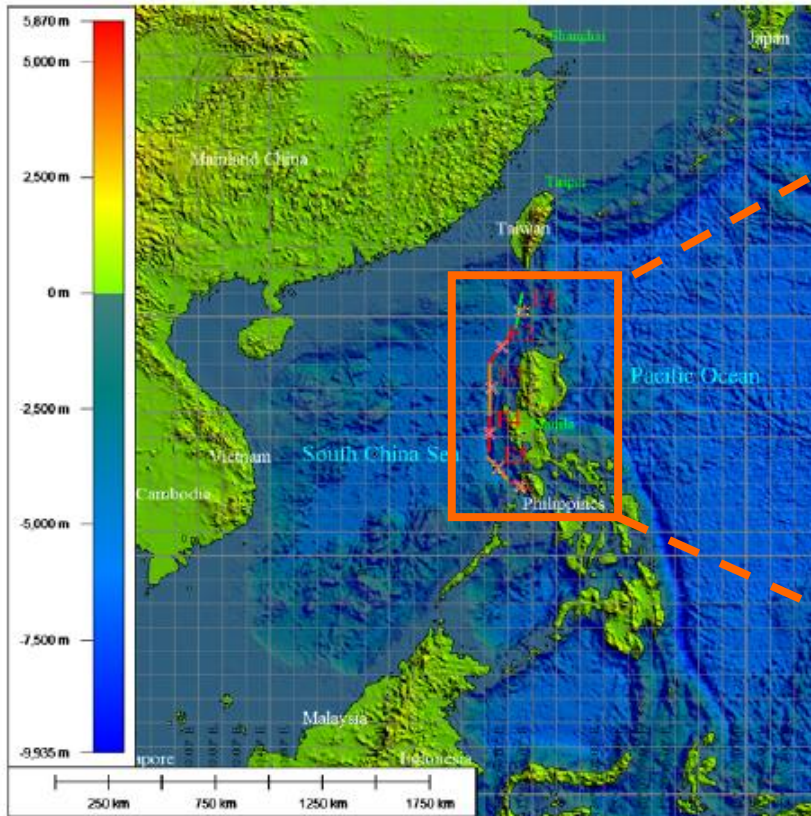 5,870 m
5,000 m
2,500 m
0 m
-2,500 m
-5,000 m
-7,500 m
-9,935 m
Shanghai
Japan
Mainland China
Taipei
Taiwan
Pacific Ocean
Manila
South China Sea
Vietnam
Cambodia
Philippines
Malaysia
Indonesia
apore
250 km
750 km
1250 km
1750 km